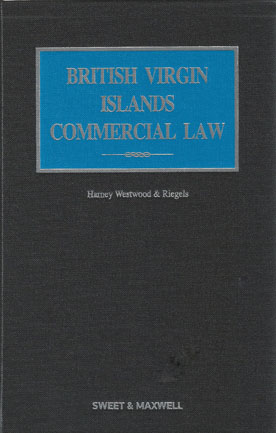 BRITISH VIRGIN
ISLANDS
COMMERCIAL LAW
Harney Westwood & Riegels
SWEET & MAXWELL